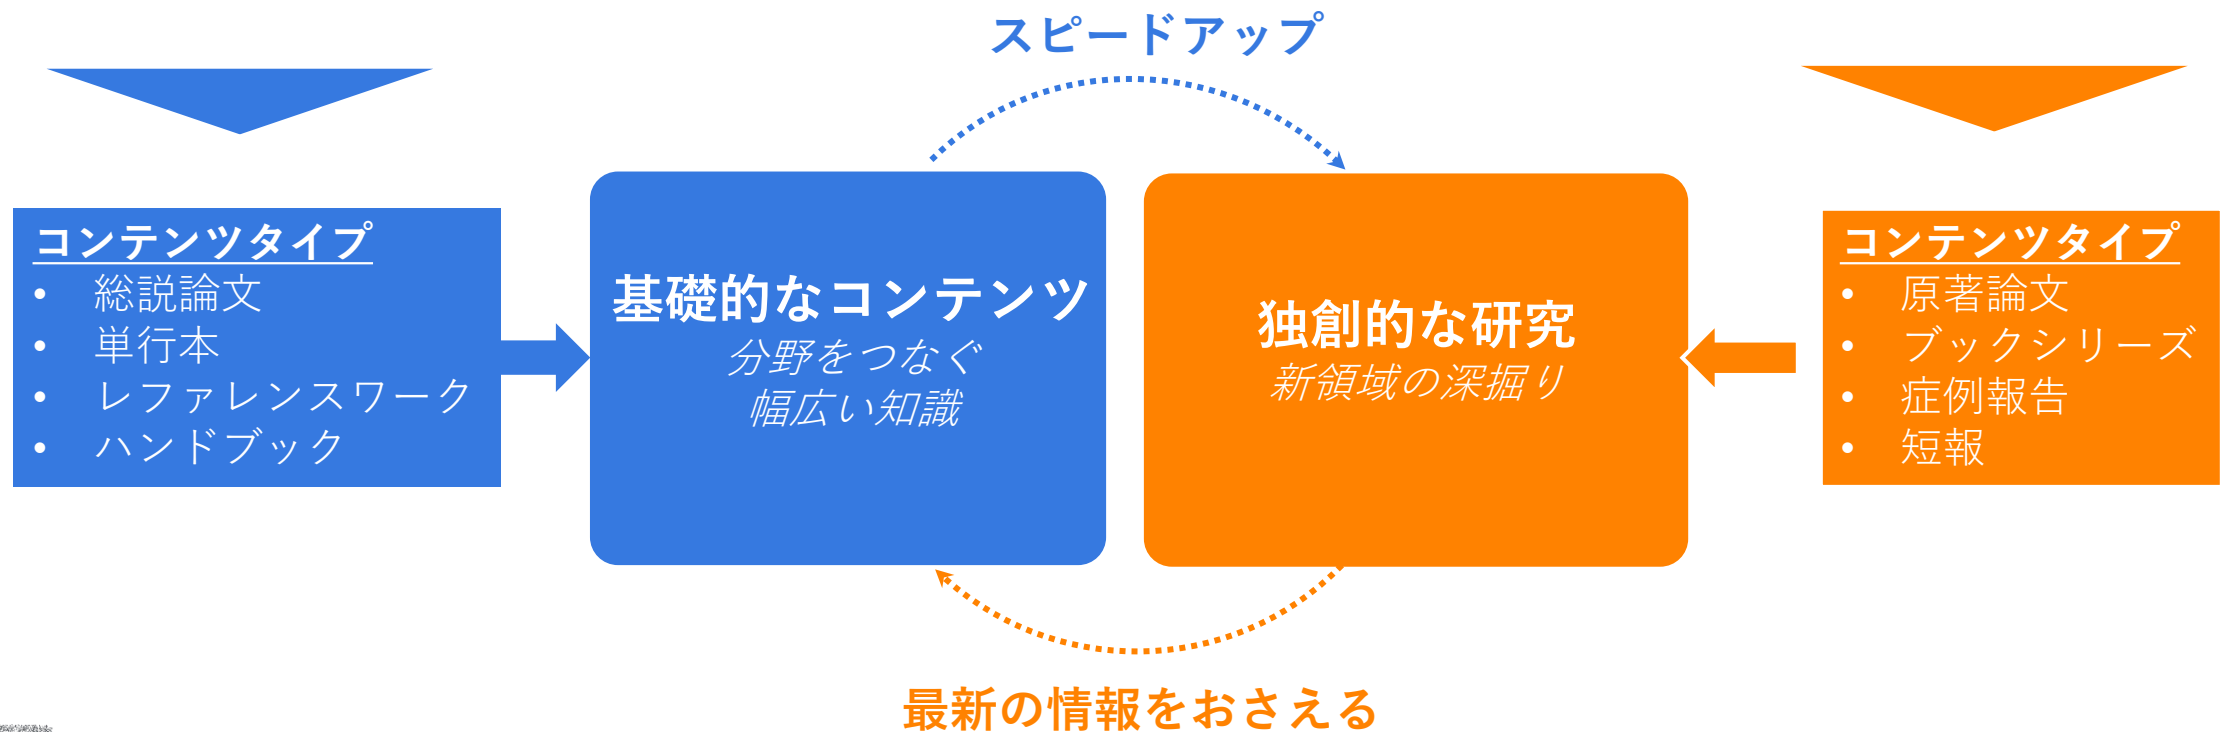 スピードアップ
コンテンツタイプ
• 総説論文
• 単行本
• レファレンスワーク
• ハンドブック
基礎的なコンテンツ
分野をつなぐ
幅広い知識
独創的な研究
新領域の深掘り
コンテンツタイプ
• 原著論文
• ブックシリーズ
• 症例報告
• 短報
最新の情報をおさえる